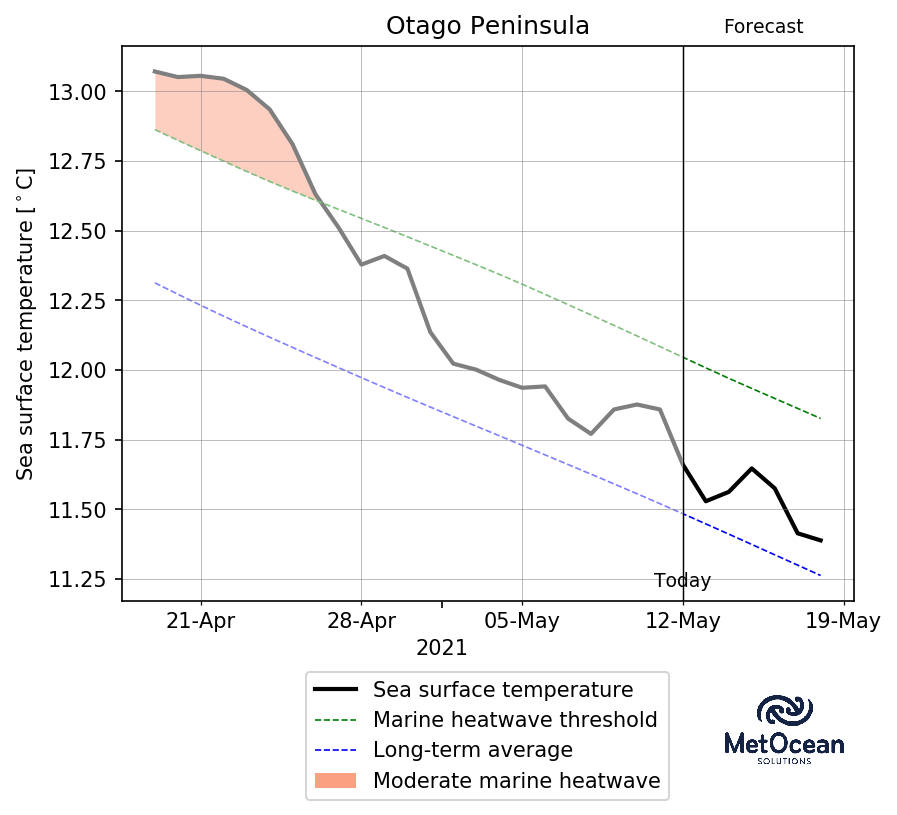 Otago Peninsula
Forecast
Sea surface temperature [°C]
13.00
12.75
12.50
12.25
12.00
11.75
11.50
11.25
Today
21-Apr 28-Apr 05-May 12-May 19-May
2021
Sea surface temperature
Marine heatwave threshold
Long-term average
Moderate marine heatwave
MetOcean
SOLUTIONS